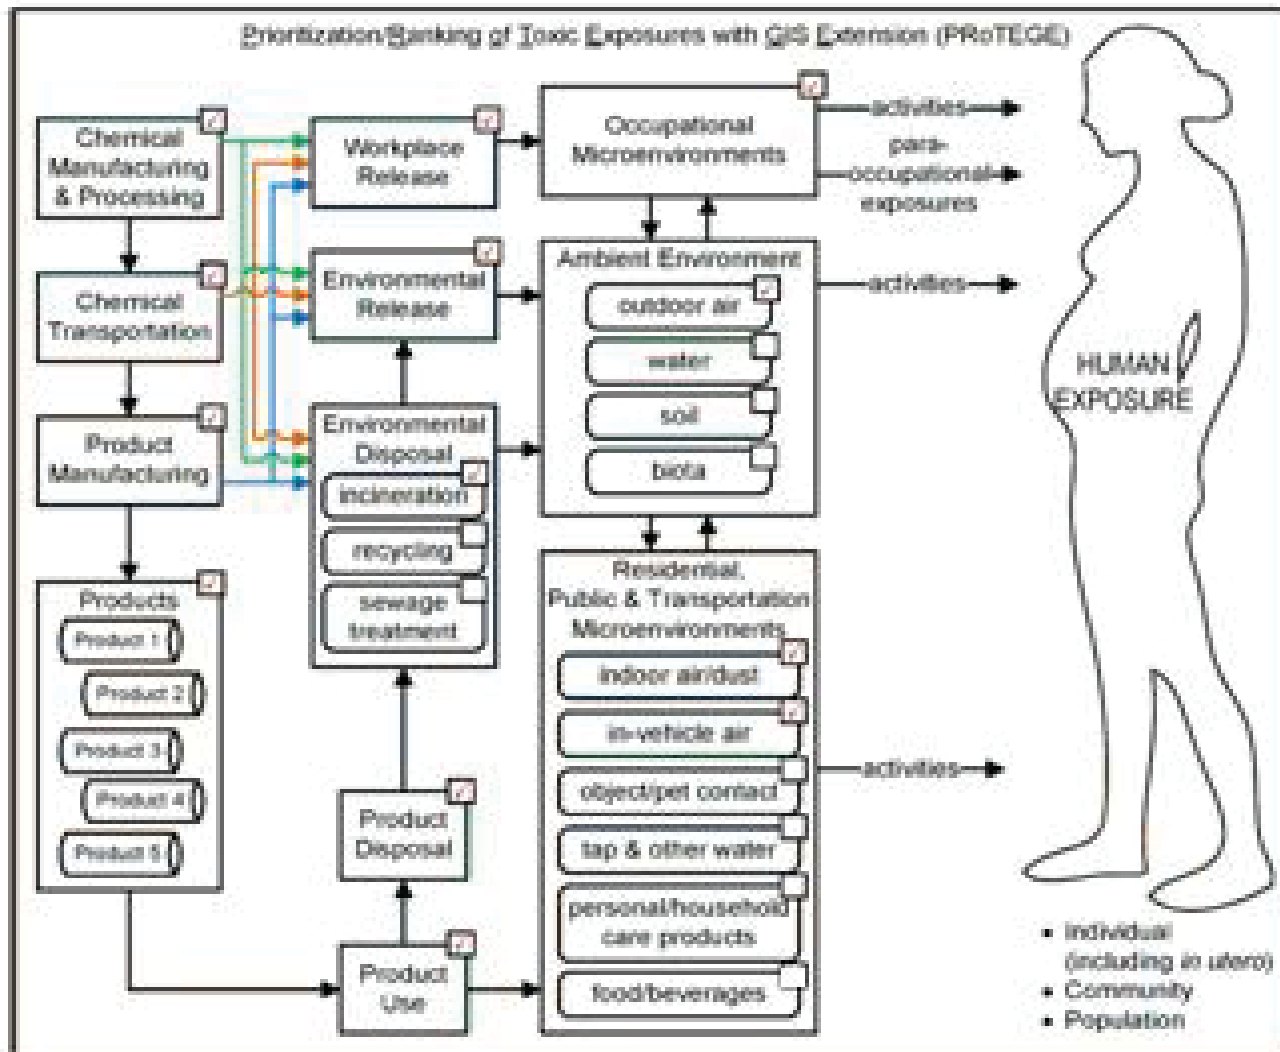 Prioritization/Ranking of Toxic Exposures with GIS Extension (PRoTEGE)
Chemical
Manufacturing
& Processing
Chemical
Transportation
Product
Manufacturing
Products
Product 1
Product 2
Product 3
Product 4
Product 5
Workplace
Release
Environmental
Release
Environmental
Disposal
incineration
recycling
sewage
treatment
Product
Disposal
Product
Use
Occupational
Microenvironments
Ambient Environment
outdoor air
water
soil
biota
Residential,
Public & Transportation
Microenvironments
indoor air/dust
in-vehicle air
object/pet contact
tap & other water
personal/household
care products
food/beverages
activities
para-
occupational
exposures
activities
activities
HUMAN
EXPOSURE
• Individual
(including in utero)
• Community
• Population